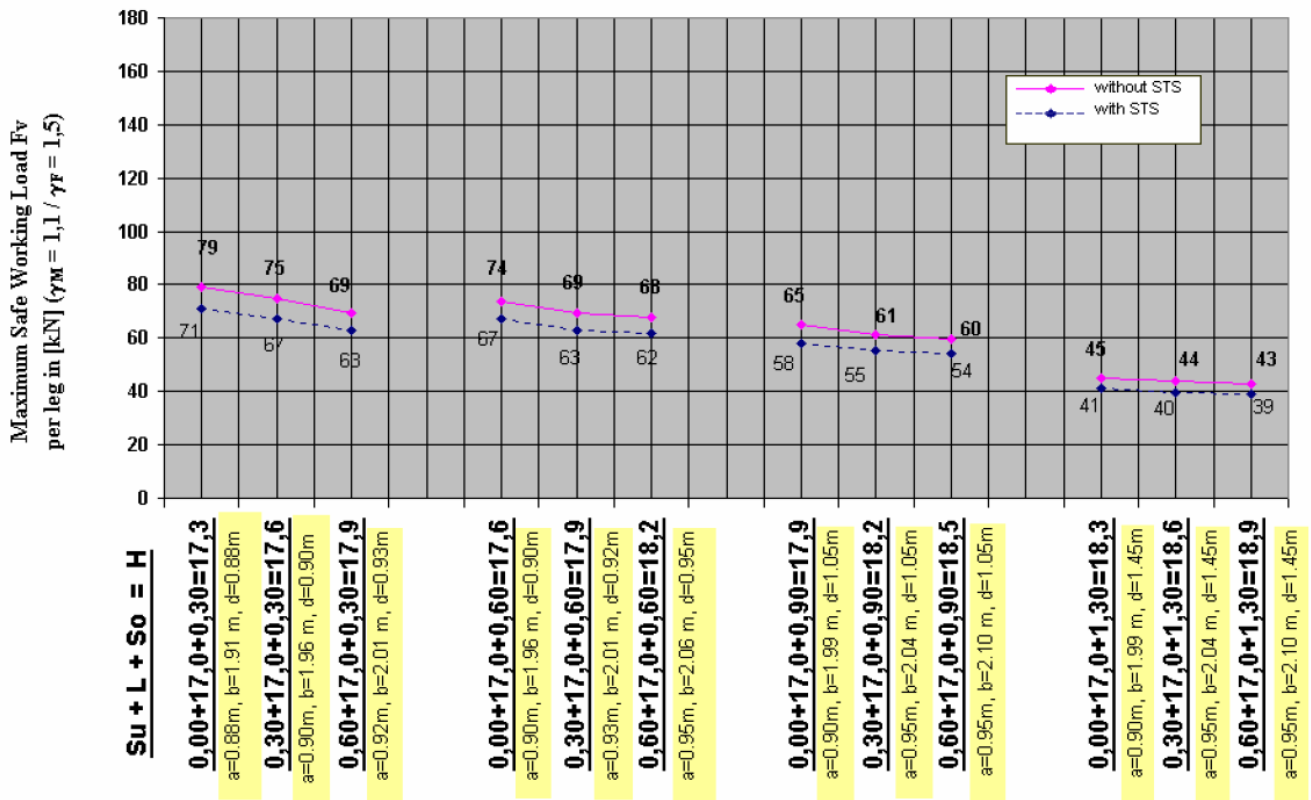 Maximum Safe Working Load Fv
per leg in [kN] (γM = 1,1 / γF = 1,5)
180
160
140
120
100
80
60
40
20
0
without STS
with STS
79
75
69
71
67
63
74
69
68
67
63
62
65
61
60
58
55
54
45
44
43
41
40
39
Su + L + So = H
0,00+17,0+0,30=17,3
a=0.88m, b=1.91 m, d=0.88m
0,30+17,0+0,30=17,6
a=0.90m, b=1.96 m, d=0.90m
0,60+17,0+0,30=17,9
a=0.92m, b=2.01 m, d=0.93m
0,00+17,0+0,60=17,6
a=0.90m, b=1.96 m, d=0.90m
0,30+17,0+0,60=17,9
a=0.93m, b=2.01 m, d=0.92m
0,60+17,0+0,60=18,2
a=0.95m, b=2.06 m, d=0.95m
0,00+17,0+0,90=17,9
a=0.90m, b=1.99 m, d=1.05m
0,30+17,0+0,90=18,2
a=0.95m, b=2.04 m, d=1.05m
0,60+17,0+0,90=18,5
a=0.95m, b=2.10 m, d=1.05m
0,00+17,0+1,30=18,3
a=0.90m, b=1.99 m, d=1.45m
0,30+17,0+1,30=18,6
a=0.95m, b=2.04 m, d=1.45m
0,60+17,0+1,30=18,9
a=0.95m, b=2.10 m, d=1.45m